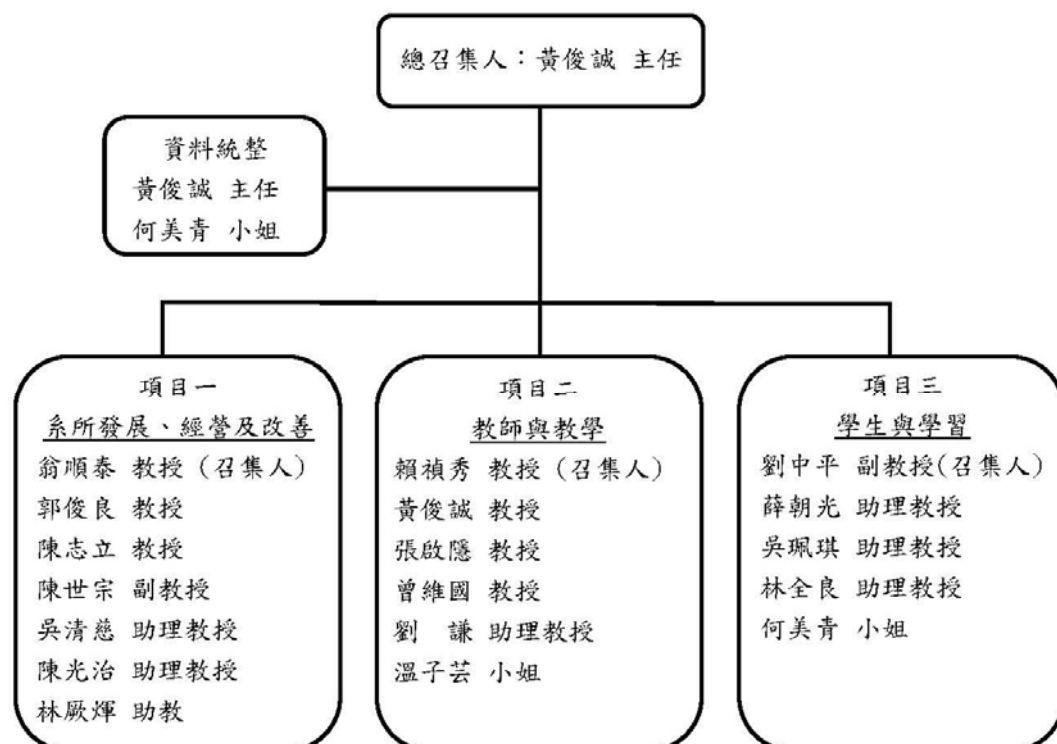 總召集人：黃俊誠 主任
資料統整
黃俊誠 主任
何美青 小姐
項目一
系所發展、經營及改善
翁順泰 教授（召集人）
郭俊良 教授
陳志立 教授
陳世宗 副教授
吳清慈 助理教授
陳光治 助理教授
林厥煇 助教
項目二
教師與教學
賴禎秀 教授（召集人）
黃俊誠 教授
張啟隱 教授
曾維國 教授
劉　謙 助理教授
溫子芸 小姐
項目三
學生與學習
劉中平 副教授(召集人）
薛朝光 助理教授
吳珮琪 助理教授
林全良 助理教授
何美青 小姐